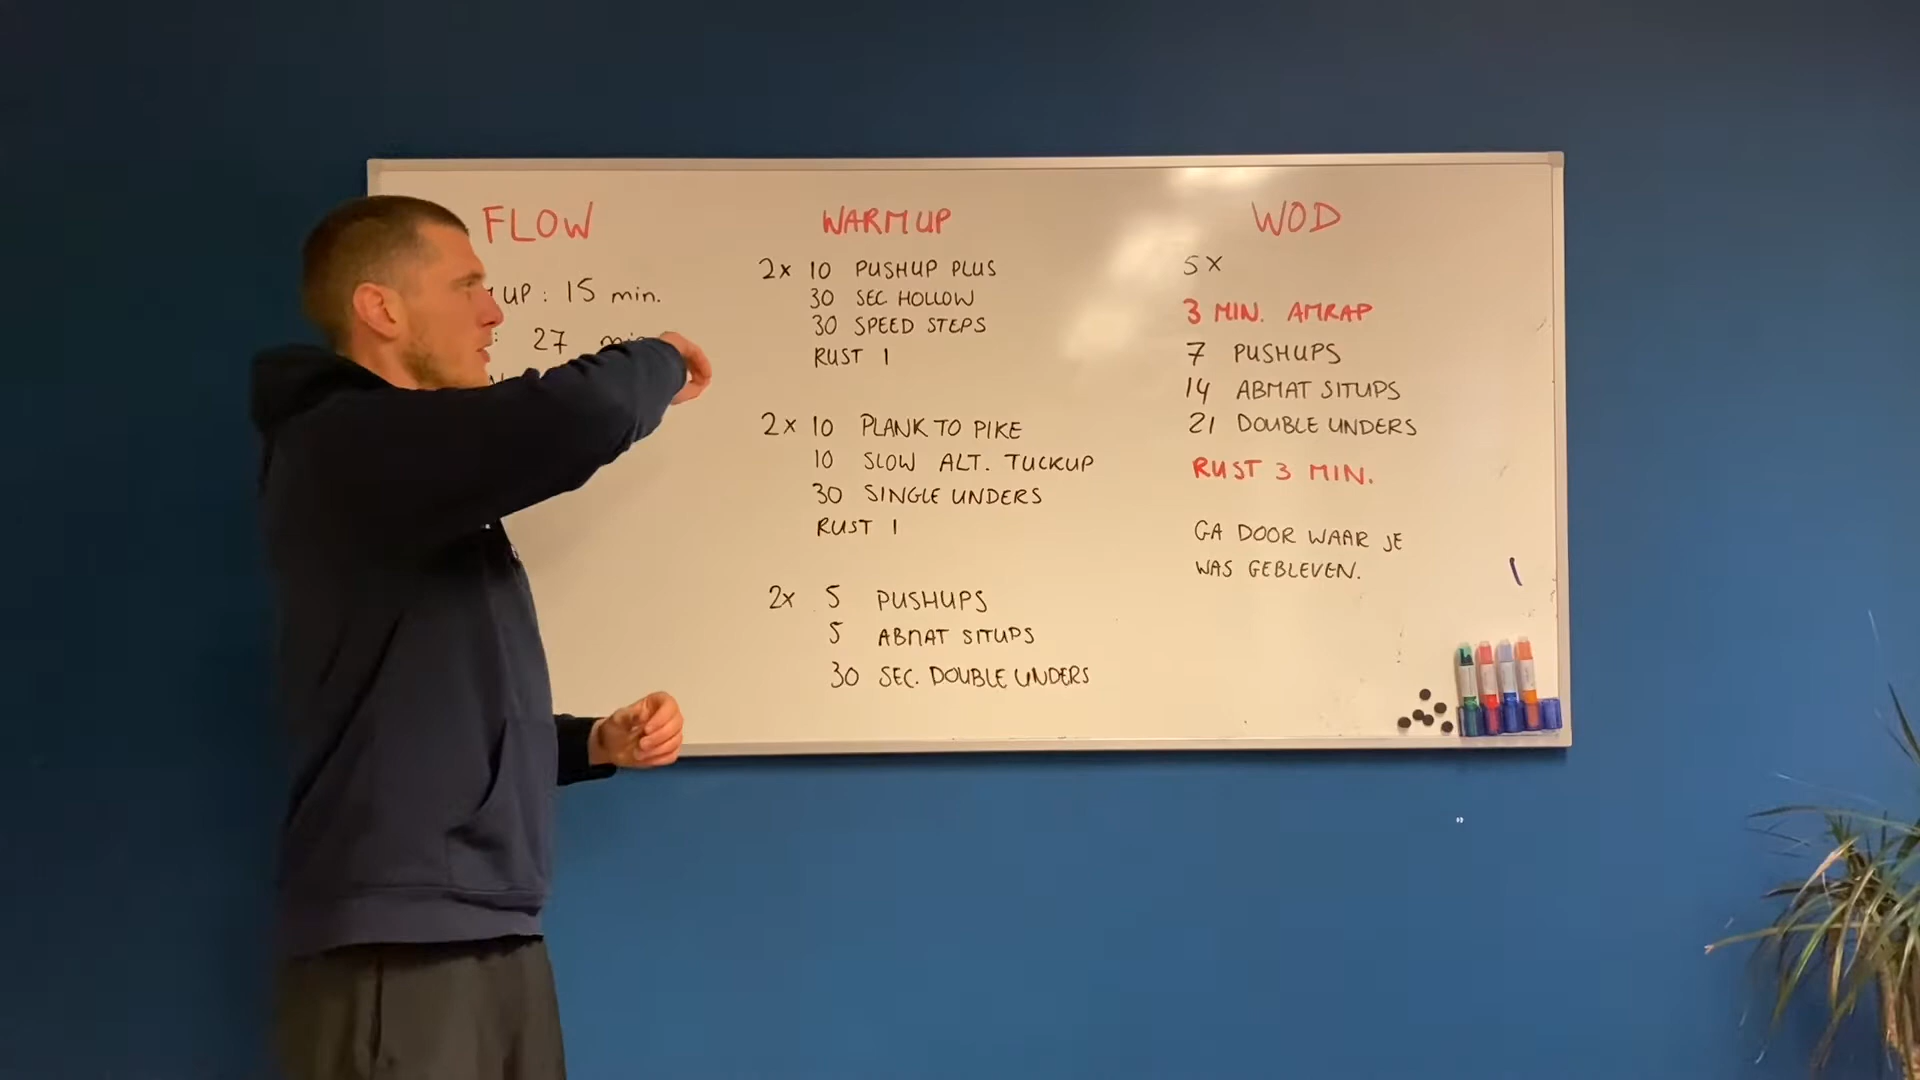 FLOW
UP: 15 min.
: 27
WARMUP
2x 10 PUSHUP PLUS
30 SEC HOLLOW
30 SPEED STEPS
RUST 1
2x 10 PLANK TO PIKE
10 SLOW ALT. TUCKUP
30 SINGLE UNDERS
RUST 1
2x 5 PUSHUPS
5 ABMAT SITUPS
30 SEC. DOUBLE UNDERS
WOD
5X
3 MIN. AMRAP
7 PUSHUPS
14 ABMAT SITUPS
21 DOUBLE UNDERS
RUST 3 MIN.
GA DOOR WAAR JE
WAS GEBLEVEN.